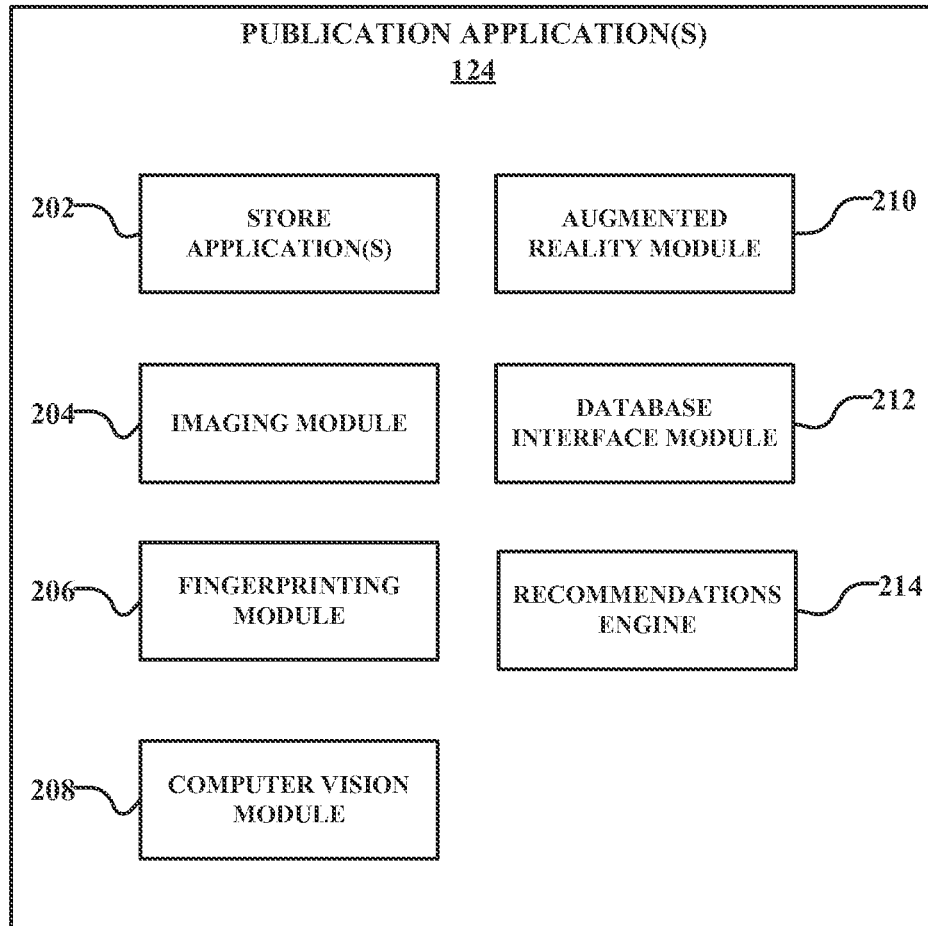 PUBLICATION APPLICATION(S)
124
202
STORE
APPLICATION(S)
AUGMENTED
REALITY MODULE
210
204
IMAGING MODULE
DATABASE
INTERFACE MODULE
212
206
FINGERPRINTING
MODULE
RECOMMENDATIONS
ENGINE
214
208
COMPUTER VISION
MODULE